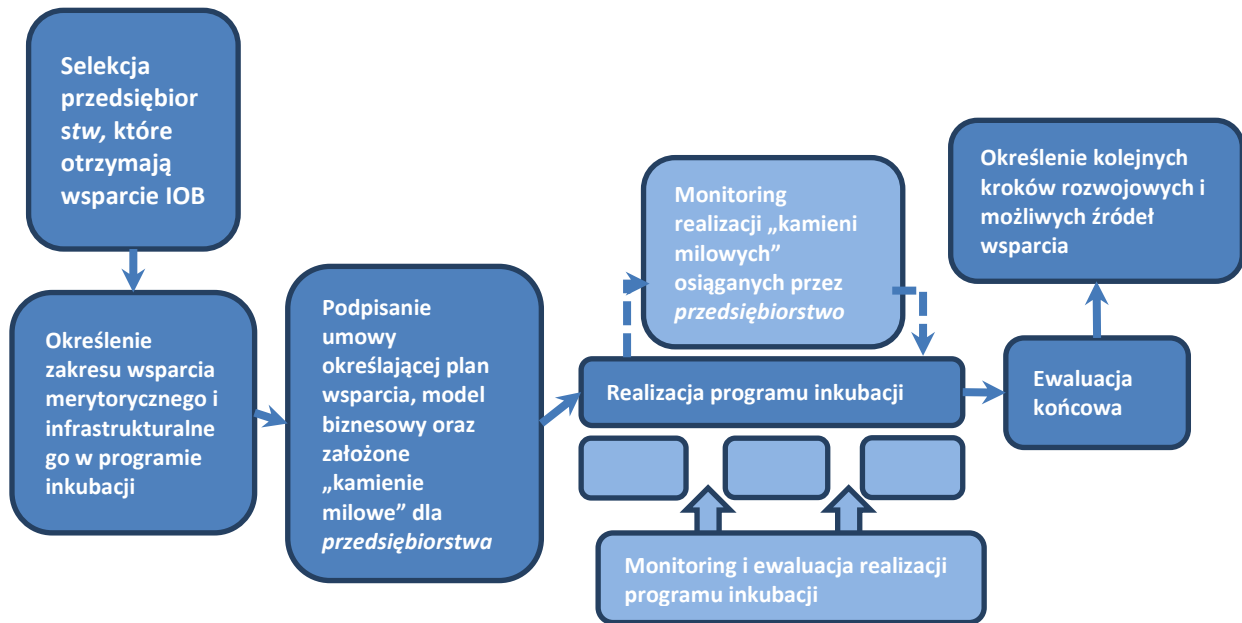 Selekcja
przedsiębior
stw, które
otrzymają
wsparcie IOB
Określenie
zakresu wsparcia
merytorycznego i
infrastrukturalne
go w programie
inkubacji
Podpisanie
umowy
określającej plan
wsparcia, model
biznesowy oraz
założone
„kamienie
milowe” dla
przedsiębiorstwa
Monitoring
realizacji „kamieni
milowych”
osiąganych przez
przedsiębiorstwo
Realizacja programu inkubacji
Monitoring i ewaluacja realizacji
programu inkubacji
Ewaluacja
końcowa
Określenie kolejnych
kroków rozwojowych i
możliwych źródeł
wsparcia